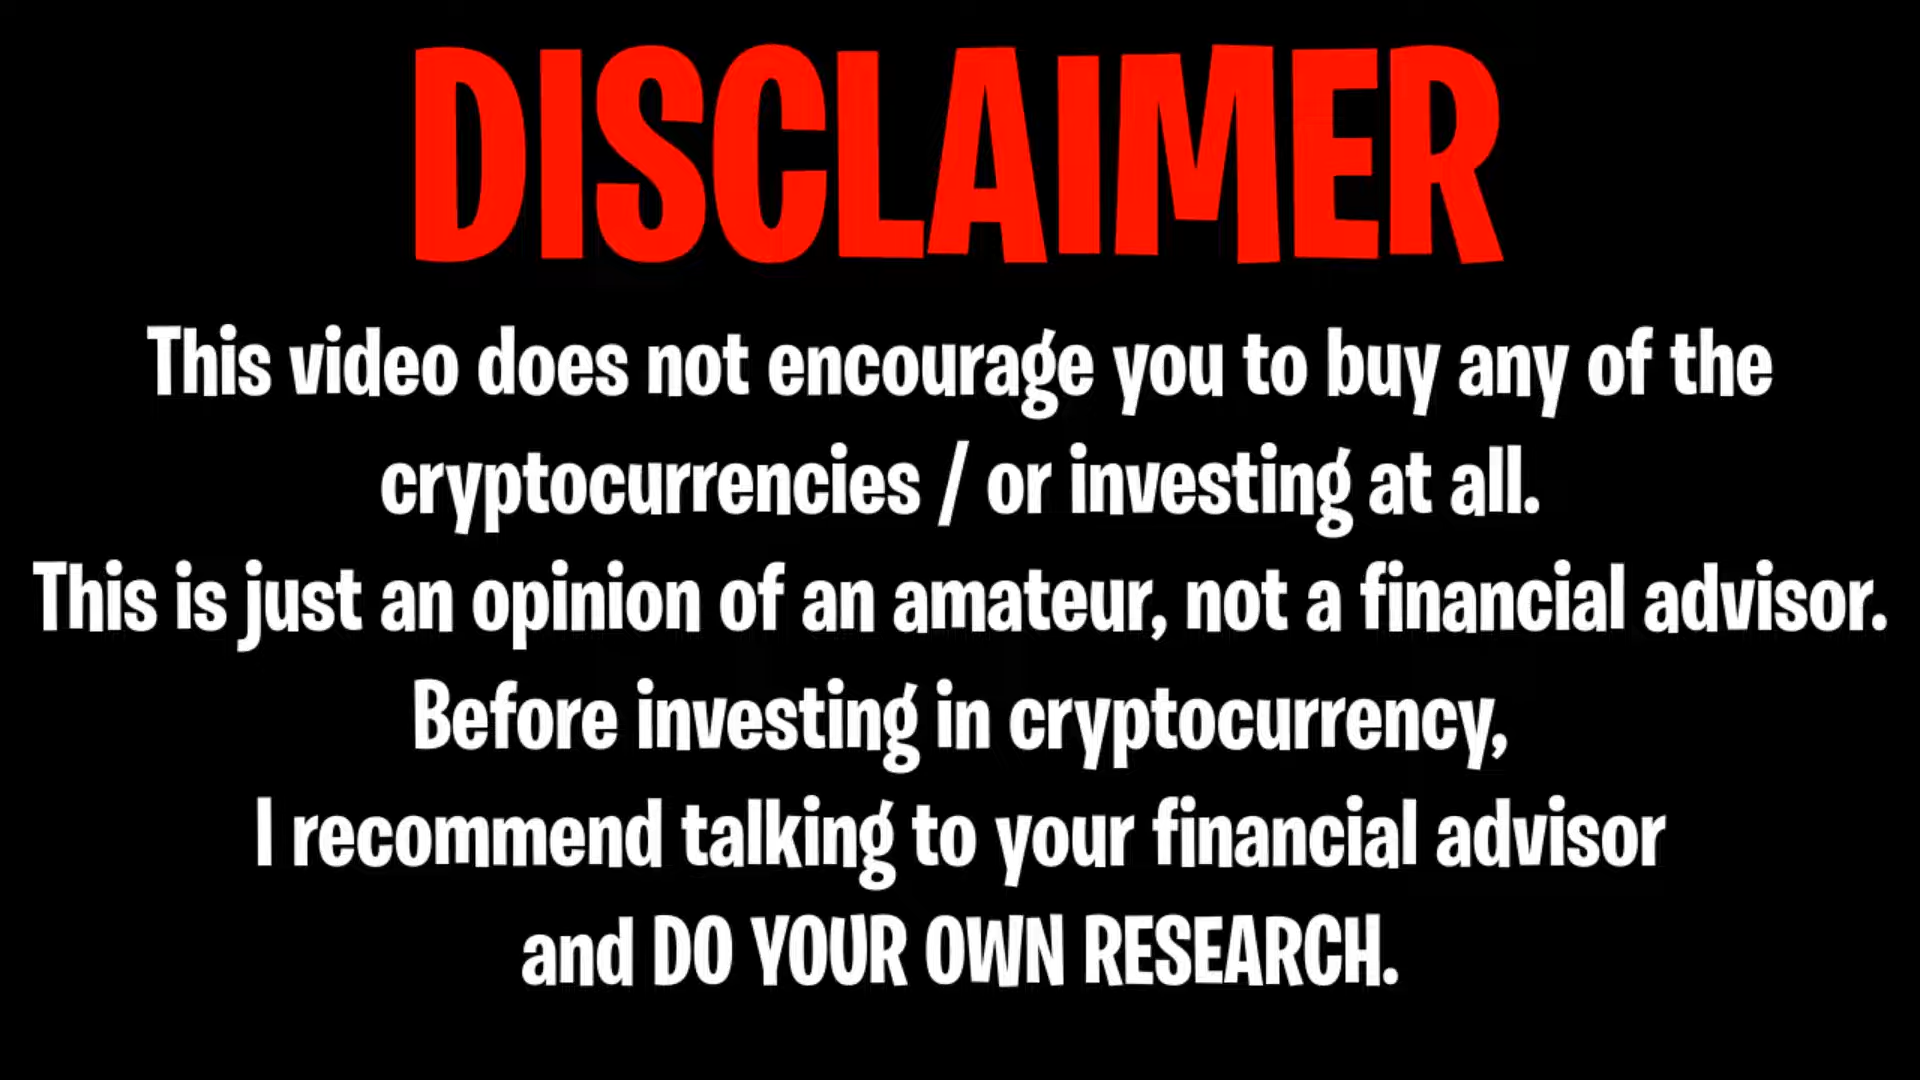 DISCLAIMER
This video does not encourage you to buy any of the
cryptocurrencies / or investing at all.
This is just an opinion of an amateur, not a financial advisor.
Before investing in cryptocurrency,
I recommend talking to your financial advisor
and DO YOUR OWN RESEARCH.